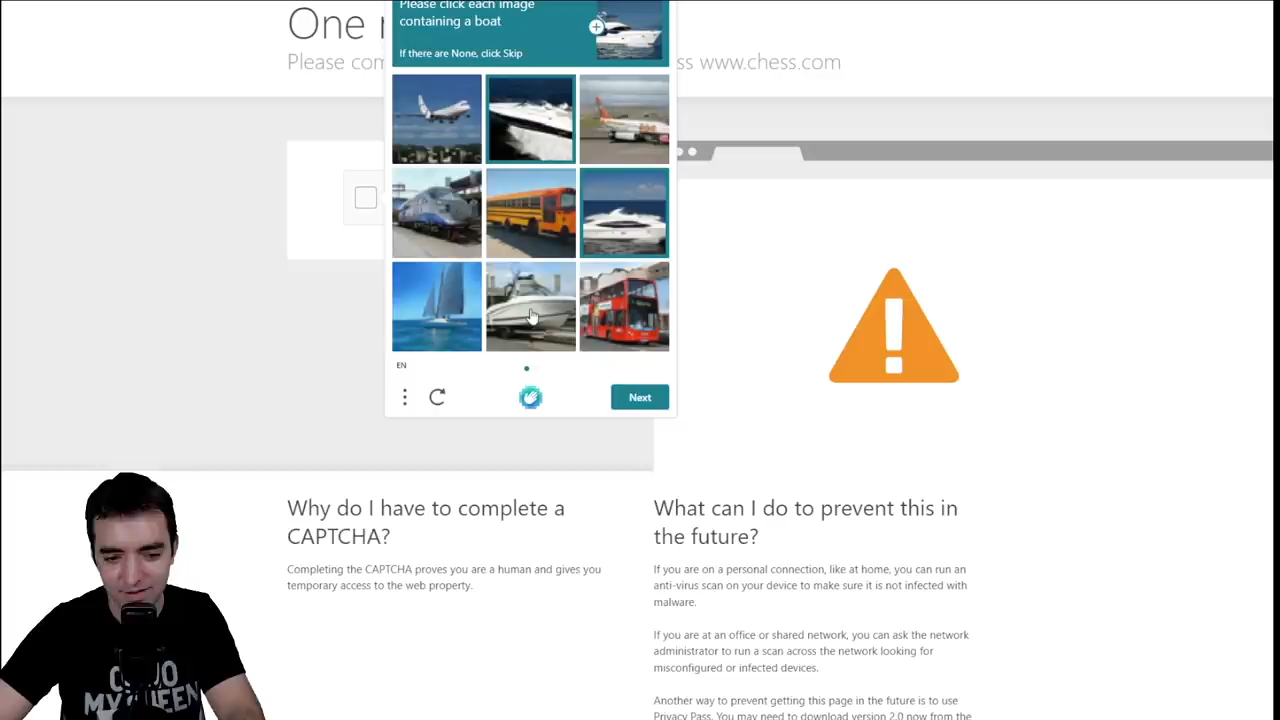 Please click each image
containing a boat
If there are None, click Skip
One
Please com
ss www.chess.com
EN
Next
Why do I have to complete a
CAPTCHA?
Completing the CAPTCHA proves you are a human and gives you
temporary access to the web property.
What can I do to prevent this in
the future?
If you are on a personal connection, like at home, you can run an
anti-virus scan on your device to make sure it is not infected with
malware.
If you are at an office or shared network, you can ask the network
administrator to run a scan across the network looking for
misconfigured or infected devices.
Another way to prevent getting this page in the future is to use
Privacy Pass. You may need to download version 2.0 now from the
MY QUEEN